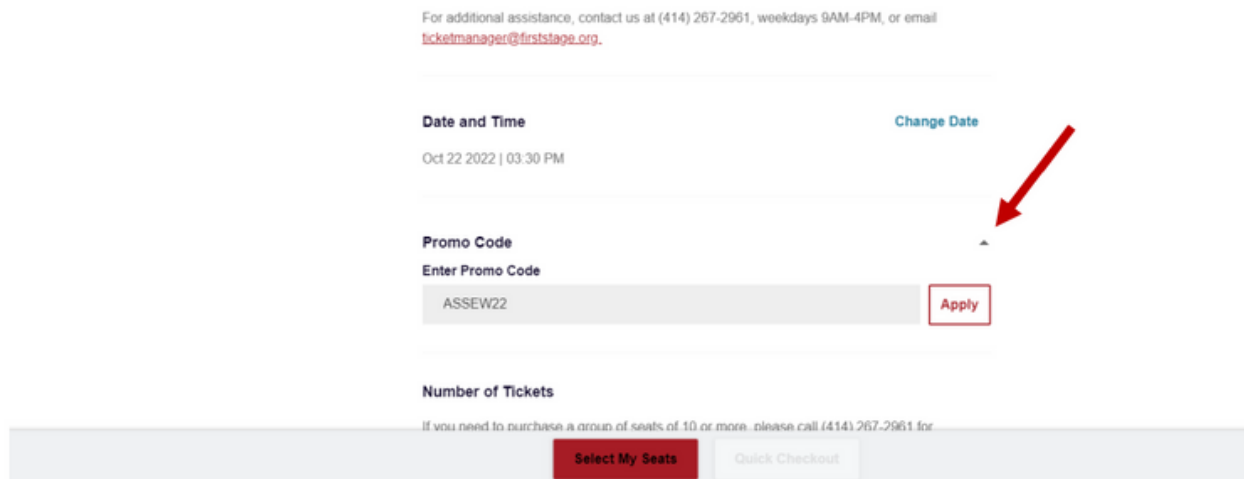 For additional assistance, contact us at (414) 267-2961, weekdays 9AM-4PM, or email
ticketmanager@firststage.org.
Date and Time
Change Date
Oct 22 2022 | 03:30 PM
Promo Code
Enter Promo Code
ASSEW22
Apply
Number of Tickets
If you need to purchase a group of seats of 10 or more, please call (414) 267-2961 for
Select My Seats
Quick Checkout